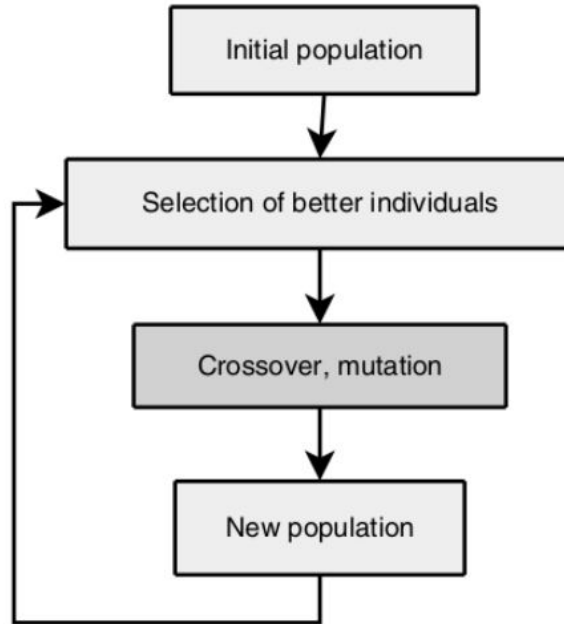 Initial population
Selection of better individuals
Crossover, mutation
New population